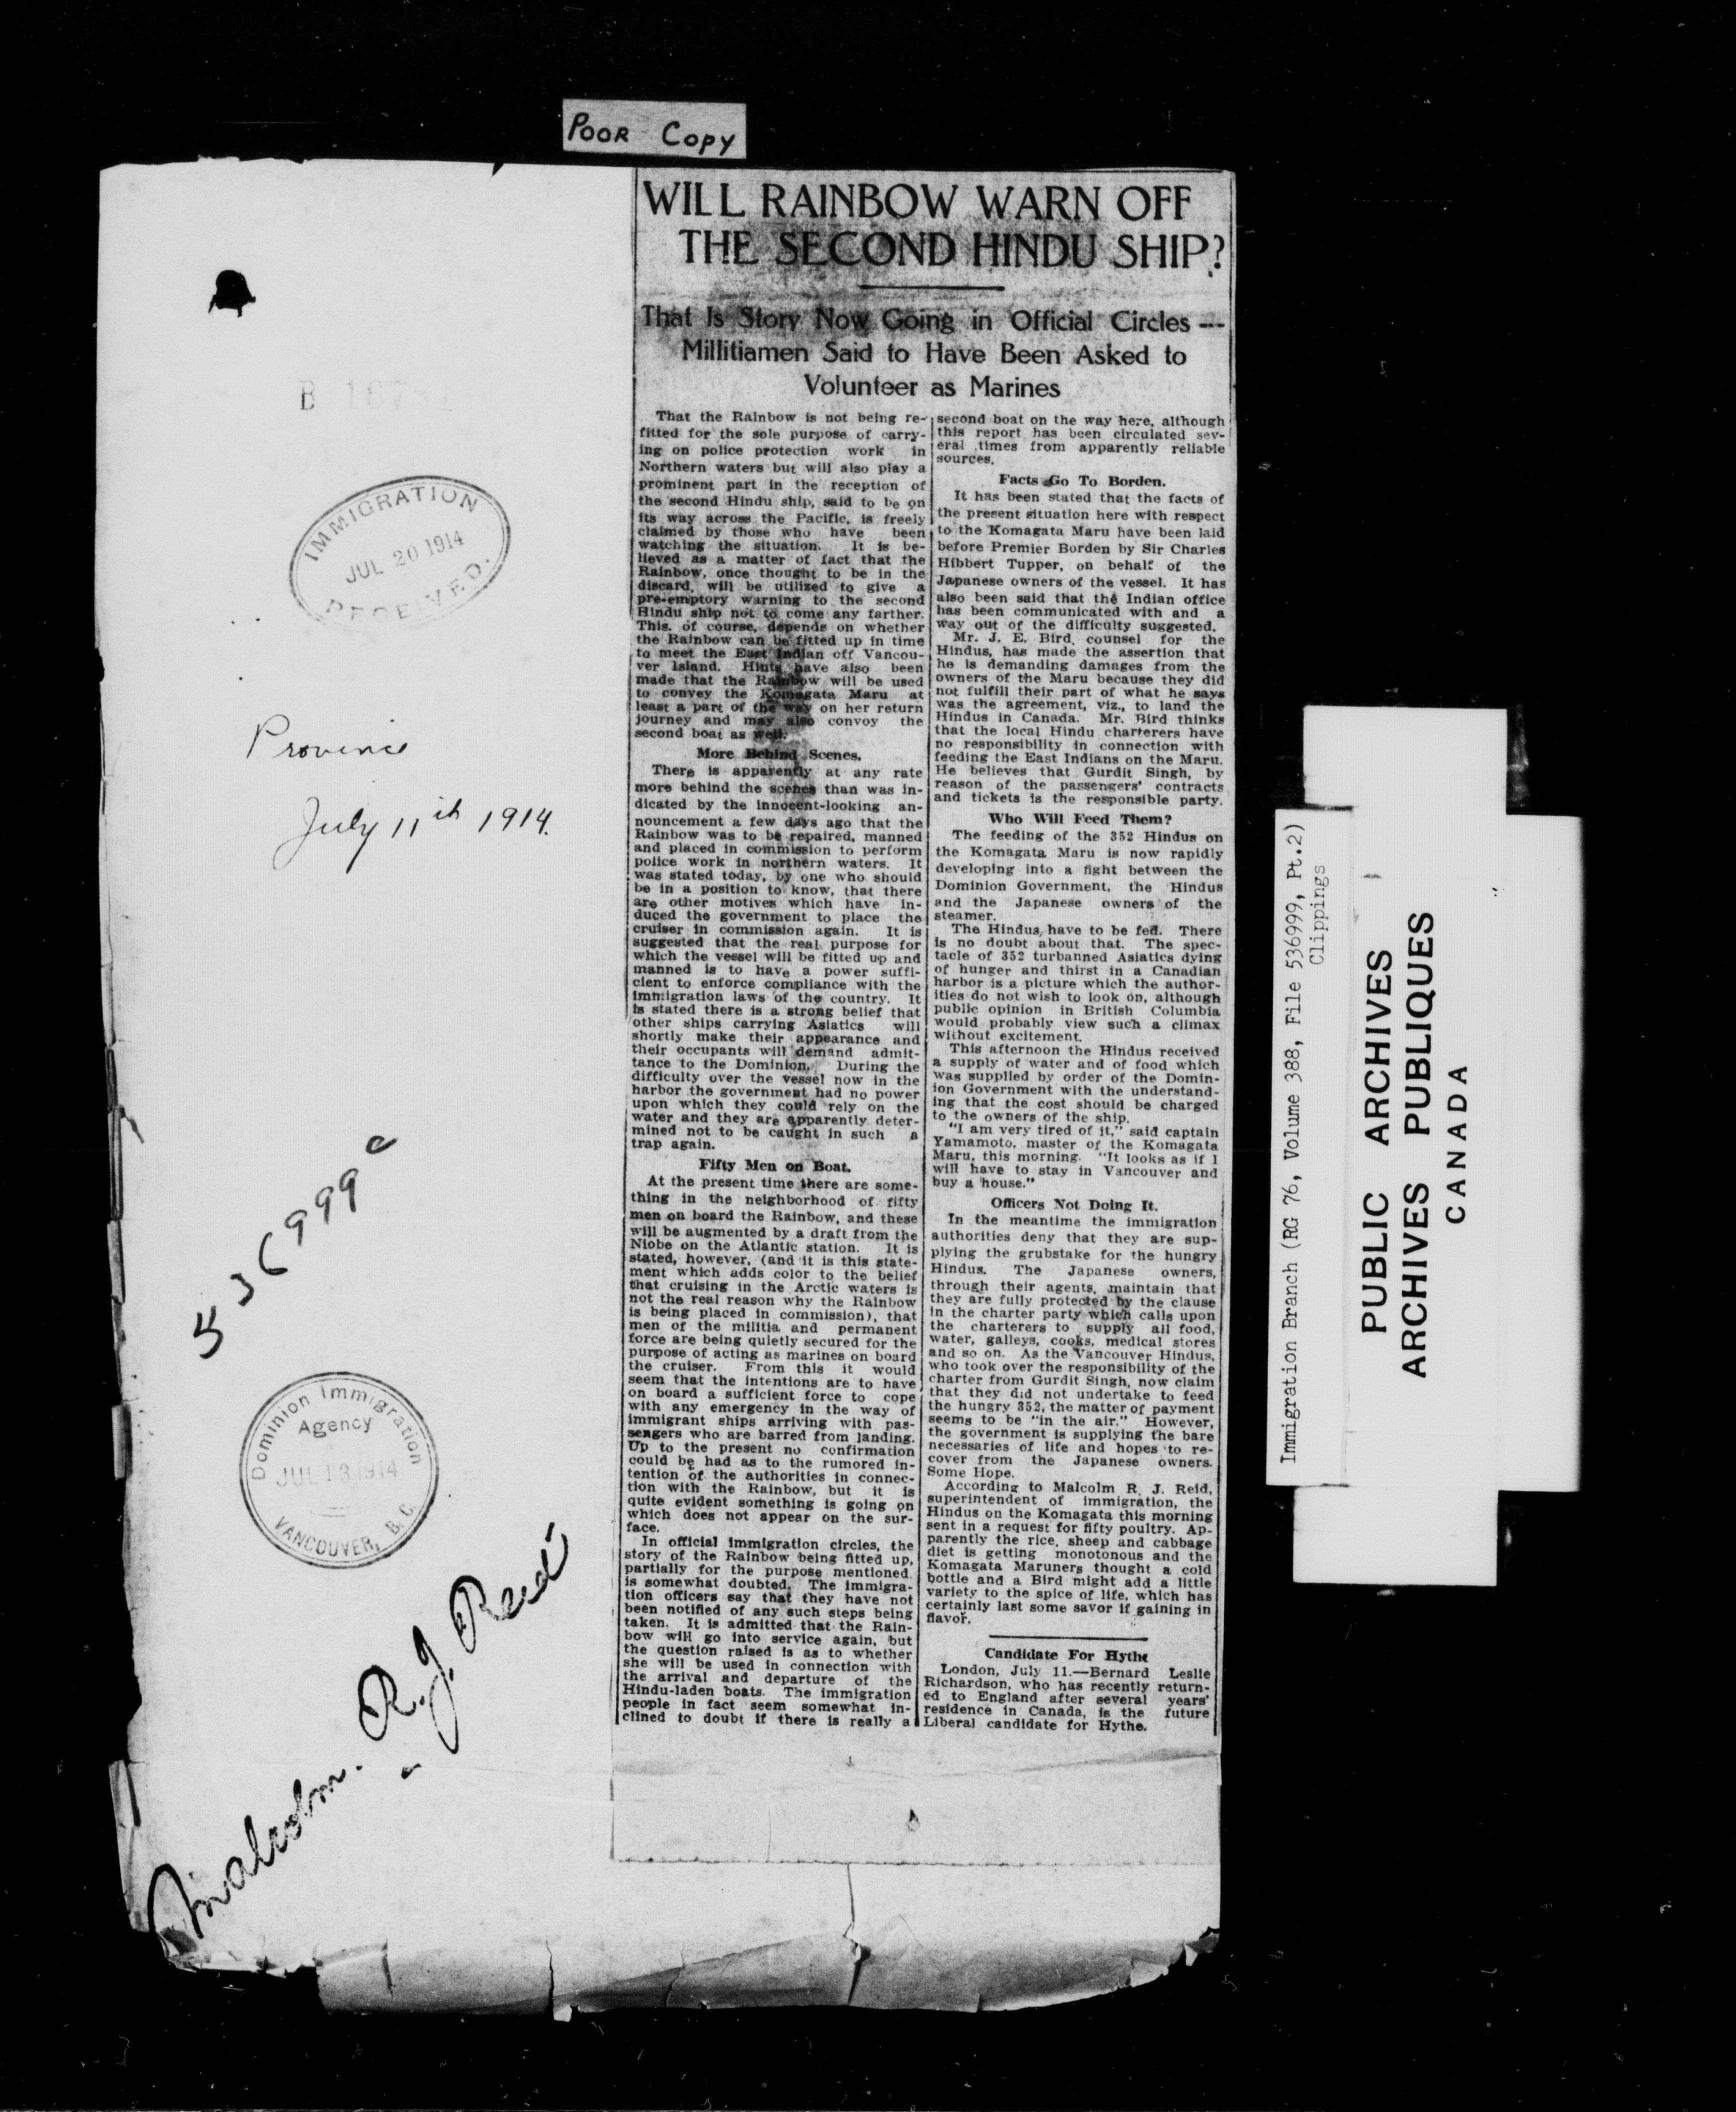 POOR COPY
WILL RAINBOW WARN OFF
THE SECOND HINDU SHIP?
That Is Story Now Going in Official Circles ---
Millitiamen Said to Have Been Asked to
Volunteer as Marines
That the Rainbow is not being re-
fitted for the sole purpose of carry-
ing on police protection work in
Northern waters but will also play a
prominent part in the reception of
the second Hindu ship, said to be on
its way across the Pacific, is freely
claimed by those who have been
watching the situation. It is be-
lieved as a matter of fact that the
Rainbow, once thought to be in the
discard, will be utilized to give a
pre-emptory warning to the second
Hindu ship not to come any farther.
This, of course, depends on whether
the Rainbow can be fitted up in time
to meet the East Indian off Vancou-
ver Island. Hints have also been
made that the Rainbow will be used
to convey the Komagata Maru at
least a part of the way on her return
journey and may also convoy the
second boat as well.
More Behind Scenes.
There is apparently at any rate
more behind the scenes than was in-
dicated by the innocent-looking an-
nouncement a few days ago that the
Rainbow was to be repaired, manned
and placed in commission to perform
police work in northern waters. It
was stated today, by one who should
be in a position to know, that there
are other motives which have in-
duced the government to place the
cruiser in commission again. It is
suggested that the real purpose for
which the vessel will be fitted up and
manned is to have a power suffi-
cient to enforce compliance with the
immigration laws of the country. It
is stated there is a strong belief that
other ships carrying Asiatics will
shortly make their appearance and
their occupants will demand admit-
tance to the Dominion. During the
difficulty over the vessel now in the
harbor the government had no power
upon which they could rely on the
water and they are apparently deter-
mined not to be caught in such a
trap again.
Fifty Men on Boat.
At the present time there are some-
thing in the neighborhood of fifty
men on board the Rainbow, and these
will be augmented by a draft from the
Niobe on the Atlantic station. It is
stated, however, (and it is this state-
ment which adds color to the belief
that cruising in the Arctic waters is
not the real reason why the Rainbow
is being placed in commission), that
men of the militia and permanent
force are being quietly secured for the
purpose of acting as marines on board
the cruiser. From this it would
seem that the intentions are to have
on board a sufficient force to cope
with any emergency in the way of
immigrant ships arriving with pas-
sengers who are barred from landing.
Up to the present no confirmation
could be had as to the rumored in-
tention of the authorities in connec-
tion with the Rainbow, but it is
quite evident something is going on
which does not appear on the sur-
face.
In official immigration circles, the
story of the Rainbow being fitted up,
partially for the purpose mentioned,
is somewhat doubted. The immigra-
tion officers say that they have not
been notified of any such steps being
taken. It is admitted that the Rain-
bow will go into service again, but
the question raised is as to whether
she will be used in connection with
the arrival and departure of the
Hindu-laden boats. The immigration
people in fact seem somewhat in-
clined to doubt if there is really a
second boat on the way here, although
this report has been circulated sev-
eral times from apparently reliable
sources.
Facts Go To Borden.
It has been stated that the facts of
the present situation here with respect
to the Komagata Maru have been laid
before Premier Borden by Sir Charles
Hibbert Tupper, on behalf of the
Japanese owners of the vessel. It has
also been said that the Indian office
has been communicated with and a
way out of the difficulty suggested.
Mr. J. E. Bird, counsel for the
Hindus, has made the assertion that
he is demanding damages from the
owners of the Maru because they did
not fulfill their part of what he says
was the agreement, viz., to land the
Hindus in Canada. Mr. Bird thinks
that the local Hindu charterers have
no responsibility in connection with
feeding the East Indians on the Maru.
He believes that Gurdit Singh, by
reason of the passengers' contracts
and tickets is the responsible party.
Who Will Feed Them?
The feeding of the 352 Hindus on
the Komagata Maru is now rapidly
developing into a fight between the
Dominion Government, the Hindus
and the Japanese owners of the
steamer.
The Hindus have to be fed. There
is no doubt about that. The spec-
tacle of 352 turbanned Asiatics dying
of hunger and thirst in a Canadian
harbor is a picture which the author-
ities do not wish to look on, although
public opinion in British Columbia
would probably view such a climax
without excitement.
This afternoon the Hindus received
a supply of water and of food which
was supplied by order of the Domin-
ion Government with the understand-
ing that the cost should be charged
to the owners of the ship.
"I am very tired of it," said captain
Yamamoto, master of the Komagata
Maru, this morning. "It looks as if I
will have to stay in Vancouver and
buy a house."
Officers Not Doing It.
In the meantime the immigration
authorities deny that they are sup-
plying the grubstake for the hungry
Hindus. The Japanese owners,
through their agents, maintain that
they are fully protected by the clause
in the charter party which calls upon
the charterers to supply all food,
water, galleys, cooks, medical stores
and so on. As the Vancouver Hindus,
who took over the responsibility of the
charter from Gurdit Singh, now claim
that they did not undertake to feed
the hungry 352, the matter of payment
seems to be "in the air." However,
the government is supplying the bare
necessaries of life and hopes to re-
cover from the Japanese owners.
Some Hope.
According to Malcolm R. J. Reid,
superintendent of immigration, the
Hindus on the Komagata this morning
sent in a request for fifty poultry. Ap-
parently the rice, sheep and cabbage
diet is getting monotonous and the
Komagata Maruners thought a cold
bottle and a Bird might add a little
variety to the spice of life, which has
certainly last some savor if gaining in
flavor.
Candidate For Hythe
London, July 11.—Bernard Leslie
Richardson, who has recently return-
ed to England after several years'
residence in Canada, is the future
Liberal candidate for Hythe.
IMMIGRATION
JUL 20 1914
RECEIVED.
Province
July 11th 1914.
536999
Dominion Immigration
Agency
JUL 13 1914
VANCOUVER, B.C.
Malcolm. R. J. Reid
Immigration Branch (RG 76, Volume 388, File 536999, Pt.2)
Clippings
PUBLIC ARCHIVES
ARCHIVES PUBLIQUES
CANADA